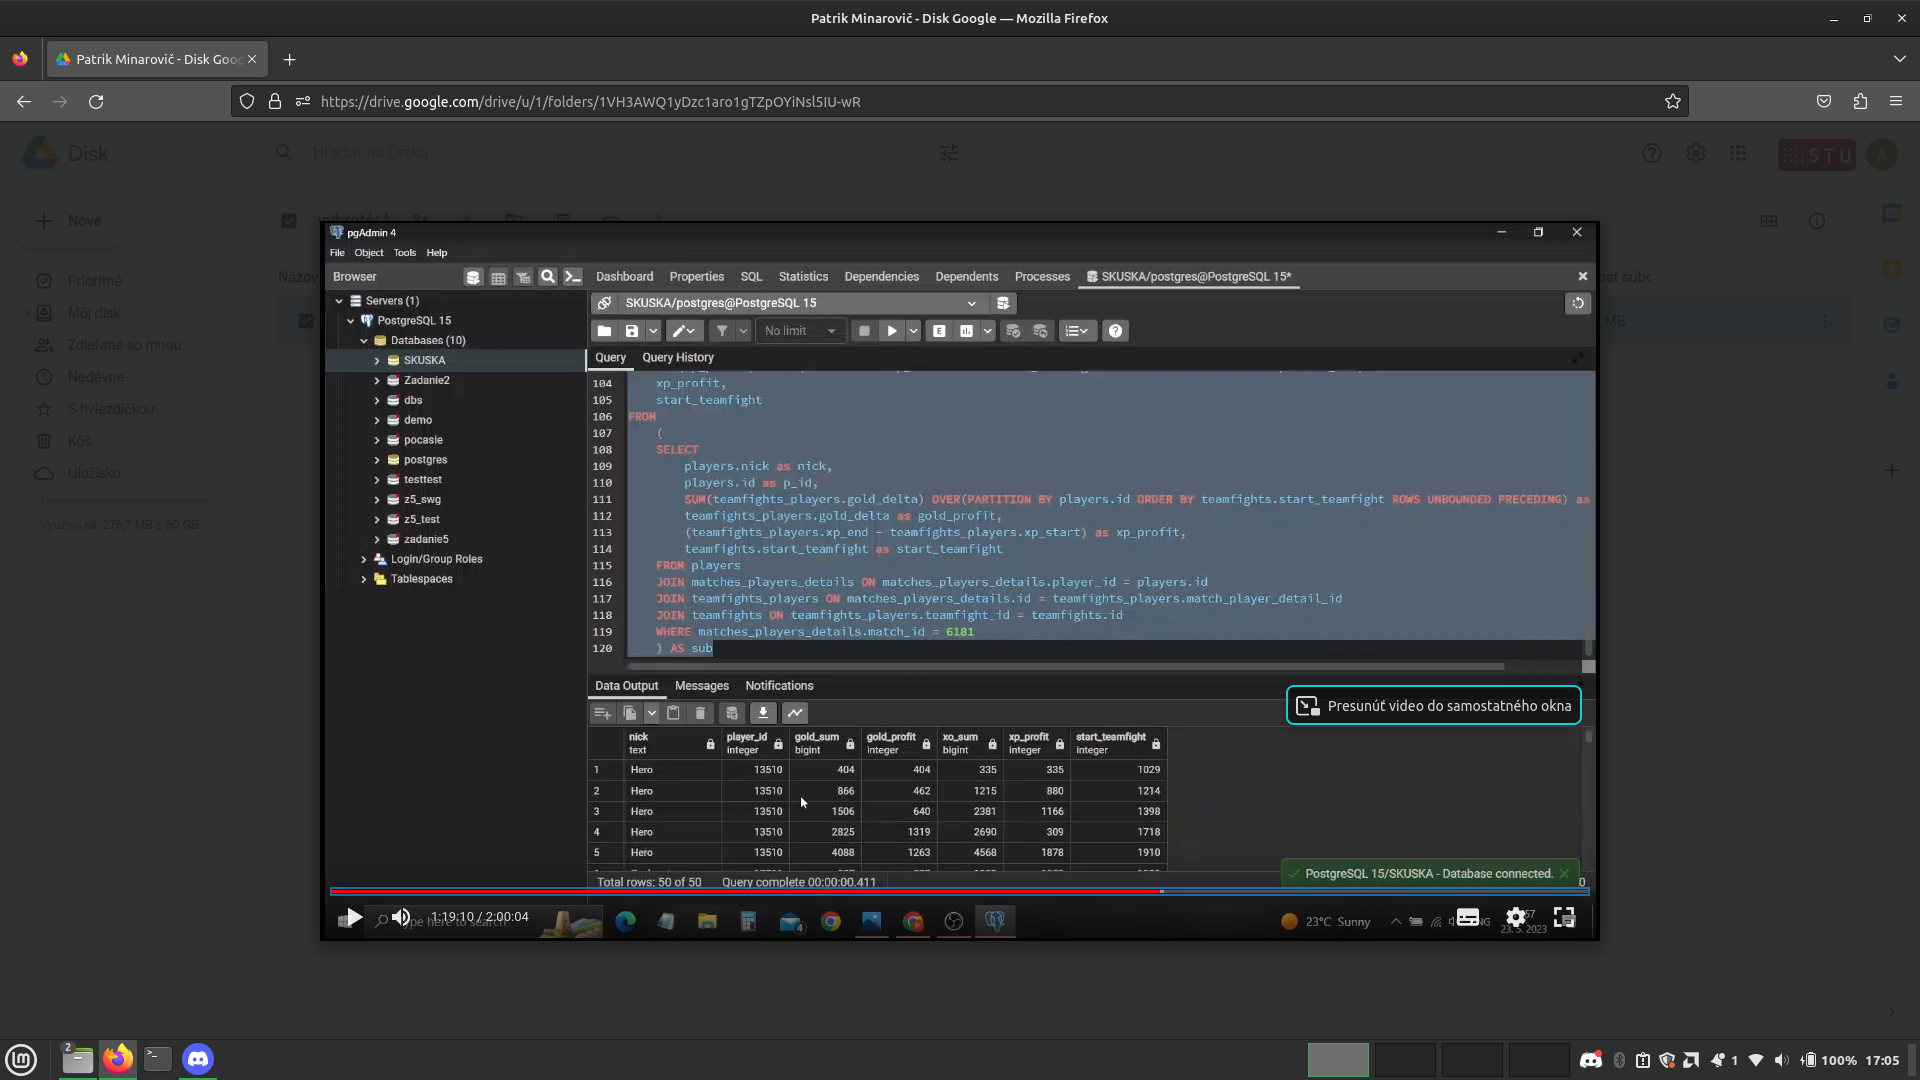 Patrik Minarovič - Disk Google — Mozilla Firefox
Patrik Minarovič - Disk Goog
https://drive.google.com/drive/u/1/folders/1VH3AWQ1yDzc1aro1gTZpOYiNsl5IU-wR
Disk
Hľadať na Disku
STU
A
Nové
vybraté: 1
Názov
Prioritné
Môj disk
Zdieľané so mnou
Nedávne
S hviezdičkou
Kôš
Úložisko
Využíva sa: 276,7 MB z 50 GB
MB
pgAdmin 4
File Object Tools Help
Browser
Dashboard Properties SQL Statistics Dependencies Dependents Processes SKUSKA/postgres@PostgreSQL 15*
Servers (1)
PostgreSQL 15
Databases (10)
SKUSKA
Zadanie2
dbs
demo
pocasie
postgres
testtest
z5_swg
z5_test
zadanie5
Login/Group Roles
Tablespaces
SKUSKA/postgres@PostgreSQL 15
No limit
E
Query Query History
104 xp_profit,
105 start_teamfight
106 FROM
107 (
108 SELECT
109 players.nick as nick,
110 players.id as p_id,
111 SUM(teamfights_players.gold_delta) OVER(PARTITION BY players.id ORDER BY teamfights.start_teamfight ROWS UNBOUNDED PRECEDING) as
112 teamfights_players.gold_delta as gold_profit,
113 (teamfights_players.xp_end - teamfights_players.xp_start) as xp_profit,
114 teamfights.start_teamfight as start_teamfight
115 FROM players
116 JOIN matches_players_details ON matches_players_details.player_id = players.id
117 JOIN teamfights_players ON matches_players_details.id = teamfights_players.match_player_detail_id
118 JOIN teamfights ON teamfights_players.teamfight_id = teamfights.id
119 WHERE matches_players_details.match_id = 6181
120 ) AS sub
Data Output Messages Notifications
Presunúť video do samostatného okna
nick player_id gold_sum gold_profit xo_sum xp_profit start_teamfight
text integer bigint integer bigint integer integer
1 Hero 13510 404 404 335 335 1029
2 Hero 13510 866 462 1215 880 1214
3 Hero 13510 1506 640 2381 1166 1398
4 Hero 13510 2825 1319 2690 309 1718
5 Hero 13510 4088 1263 4568 1878 1910
Total rows: 50 of 50 Query complete 00:00:00.411
PostgreSQL 15/SKUSKA - Database connected.
1:19:10 / 2:00:04
here to search
4
23°C Sunny
23. 5. 2023
2
1
100%
17:05